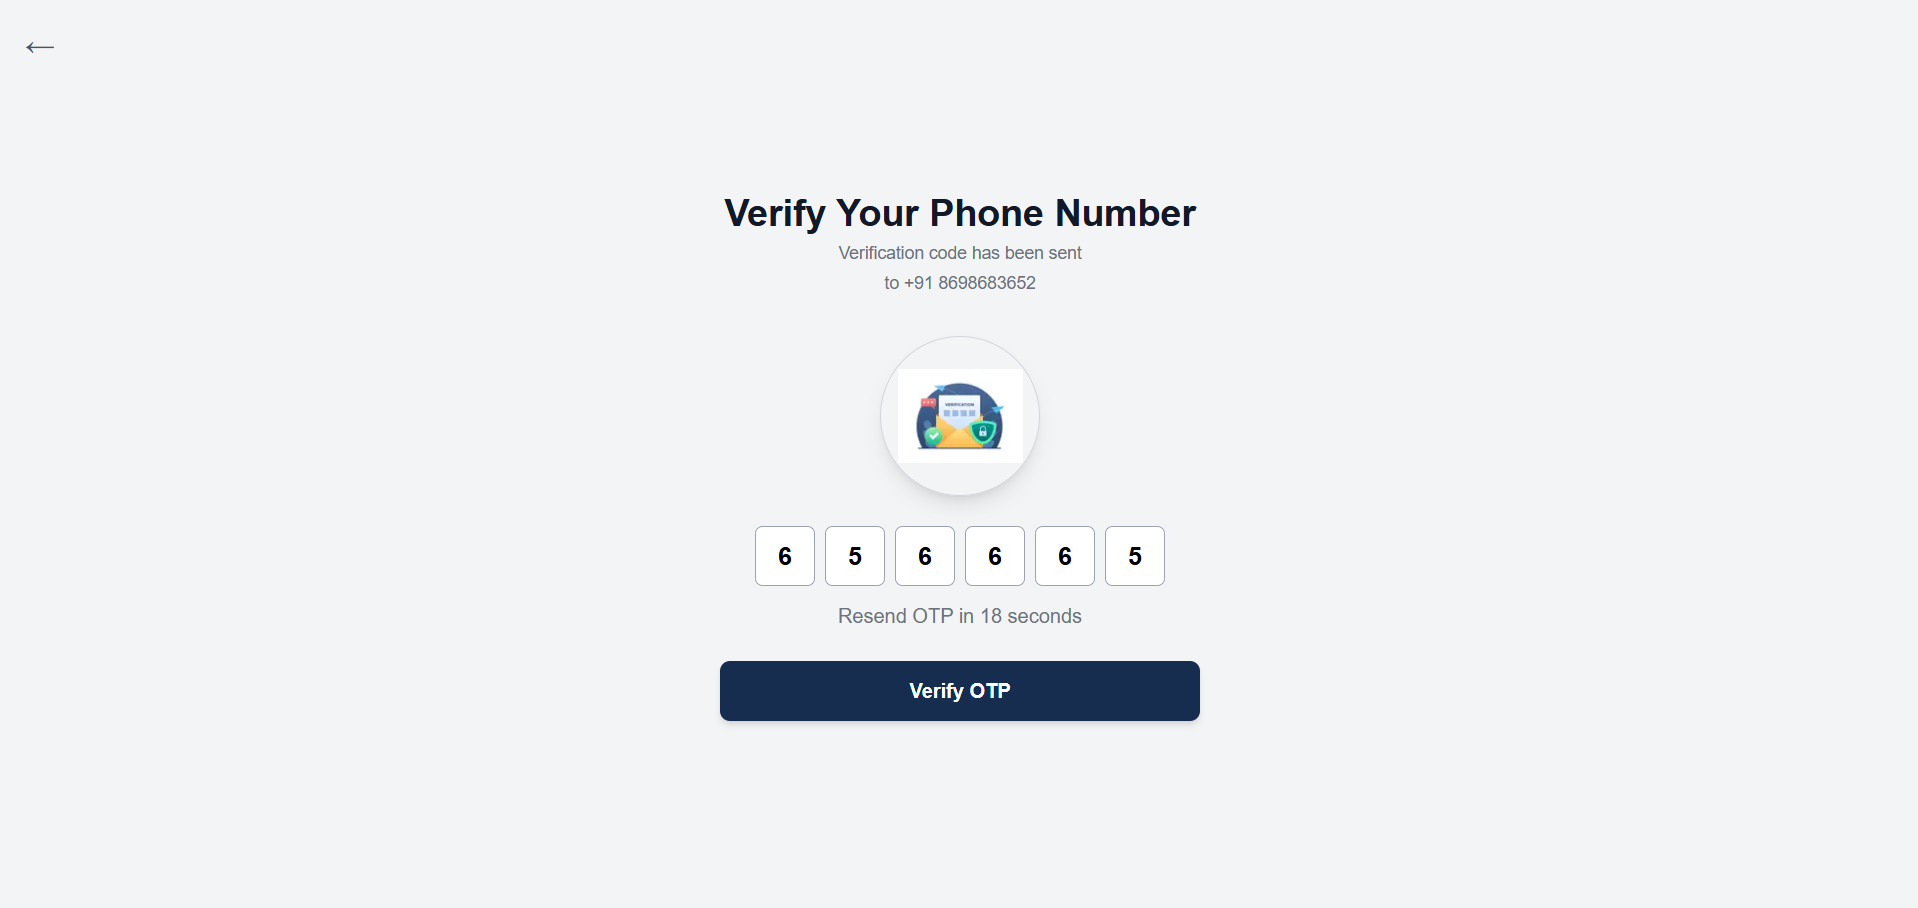 Verify Your Phone Number
Verification code has been sent
to +91 8698683652
VERIFICATION
6 5 6 6 6 5
Resend OTP in 18 seconds
Verify OTP